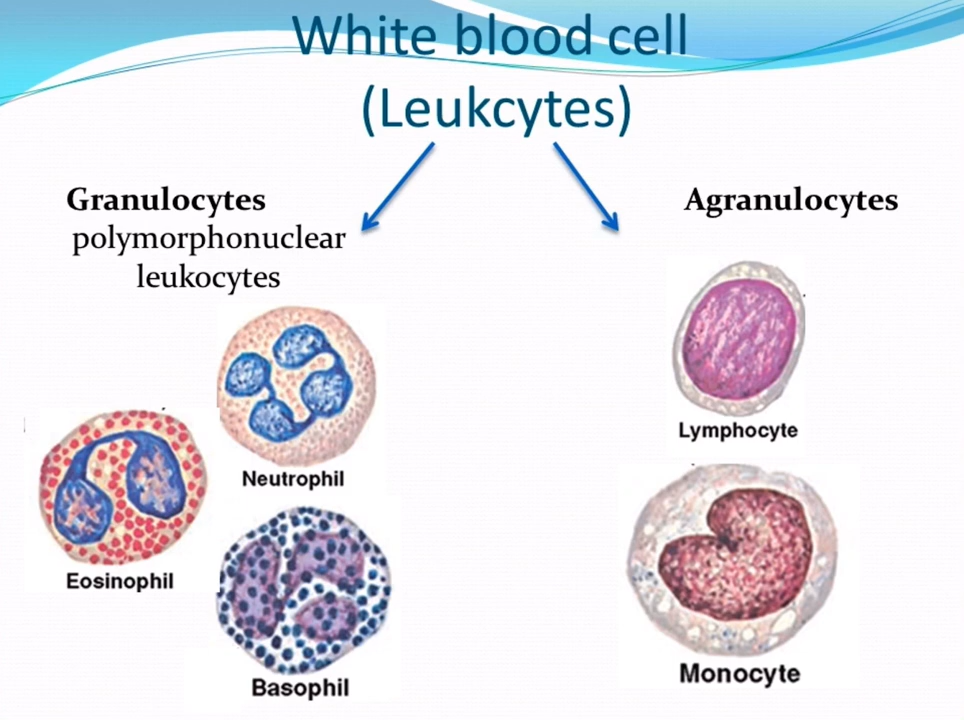 White blood cell
(Leukcytes)
Granulocytes
polymorphonuclear
leukocytes
Agranulocytes
Neutrophil
Eosinophil
Basophil
Lymphocyte
Monocyte